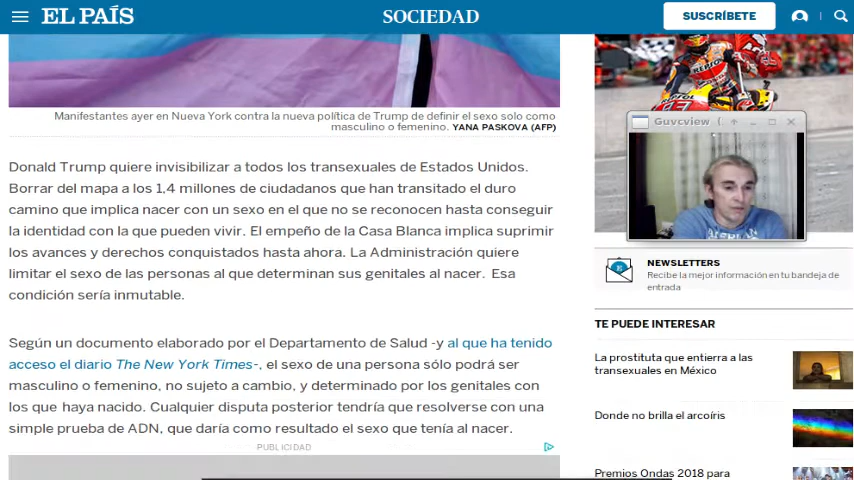 EL PAÍS
SOCIEDAD
SUSCRÍBETE
Manifestantes ayer en Nueva York contra la nueva política de Trump de definir el sexo solo como
masculino o femenino. YANA PASKOVA (AFP)
Donald Trump quiere invisibilizar a todos los transexuales de Estados Unidos.
Borrar del mapa a los 1,4 millones de ciudadanos que han transitado el duro
camino que implica nacer con un sexo en el que no se reconocen hasta conseguir
la identidad con la que pueden vivir. El empeño de la Casa Blanca implica suprimir
los avances y derechos conquistados hasta ahora. La Administración quiere
limitar el sexo de las personas al que determinan sus genitales al nacer. Esa
condición sería inmutable.
Según un documento elaborado por el Departamento de Salud -y al que ha tenido
acceso el diario The New York Times-, el sexo de una persona sólo podrá ser
masculino o femenino, no sujeto a cambio, y determinado por los genitales con
los que haya nacido. Cualquier disputa posterior tendría que resolverse con una
simple prueba de ADN, que daría como resultado el sexo que tenía al nacer.
PUBLICIDAD
Guvcview (
NEWSLETTERS
Recibe la mejor información en tu bandeja de
entrada
TE PUEDE INTERESAR
La prostituta que entierra a las
transexuales en México
Donde no brilla el arcoíris
Premios Ondas 2018 para